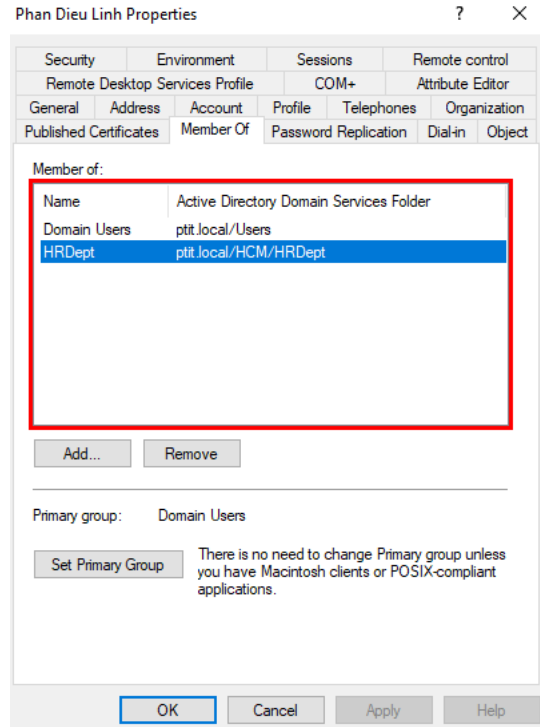 Phan Dieu Linh Properties ? ×
Security Environment Sessions Remote control
Remote Desktop Services Profile COM+ Attribute Editor
General Address Account Profile Telephones Organization
Published Certificates Member Of Password Replication Dial-in Object
Member of:
Name Active Directory Domain Services Folder
Domain Users ptit.local/Users
HRDept ptit.local/HCM/HRDept
Add... Remove
Primary group: Domain Users
Set Primary Group
There is no need to change Primary group unless
you have Macintosh clients or POSIX-compliant
applications.
OK Cancel Apply Help